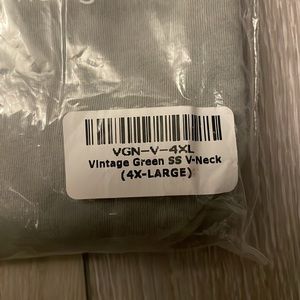 VGN-V-4XL
Vintage Green SS V-Neck
(4X-LARGE)